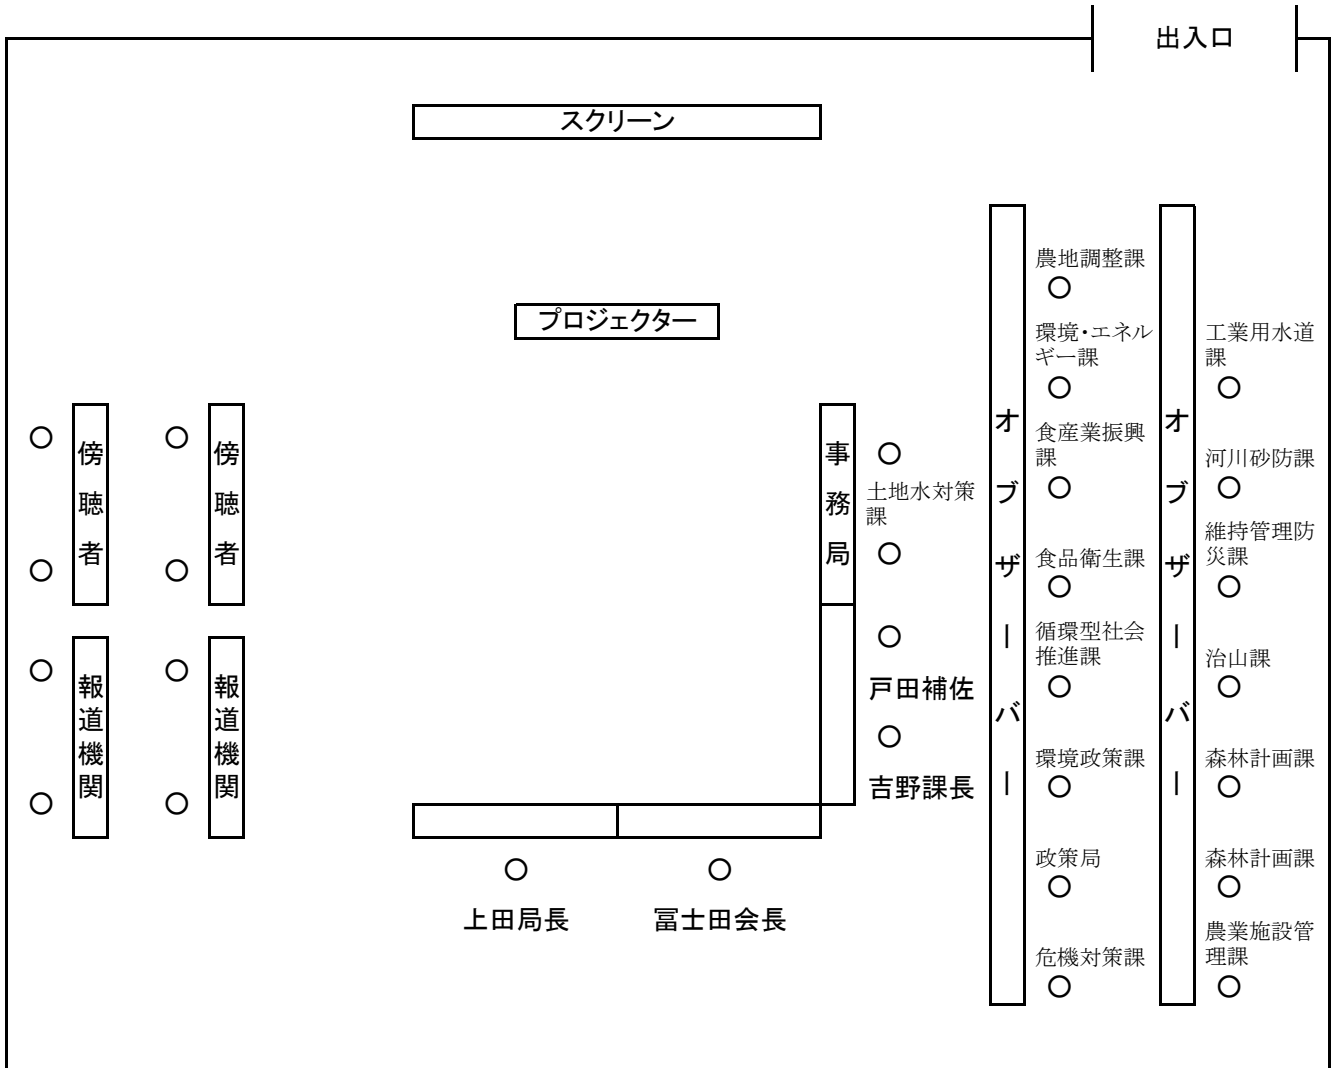 出入口
スクリーン
プロジェクター
傍聴者
傍聴者
報道機関
報道機関
事務局
土地水対策
課
戸田補佐
吉野課長
上田局長
冨士田会長
オブザーバー
農地調整課
環境・エネル
ギー課
食産業振興
課
食品衛生課
循環型社会
推進課
環境政策課
政策局
危機対策課
オブザーバー
工業用水道
課
河川砂防課
維持管理防
災課
治山課
森林計画課
森林計画課
農業施設管
理課